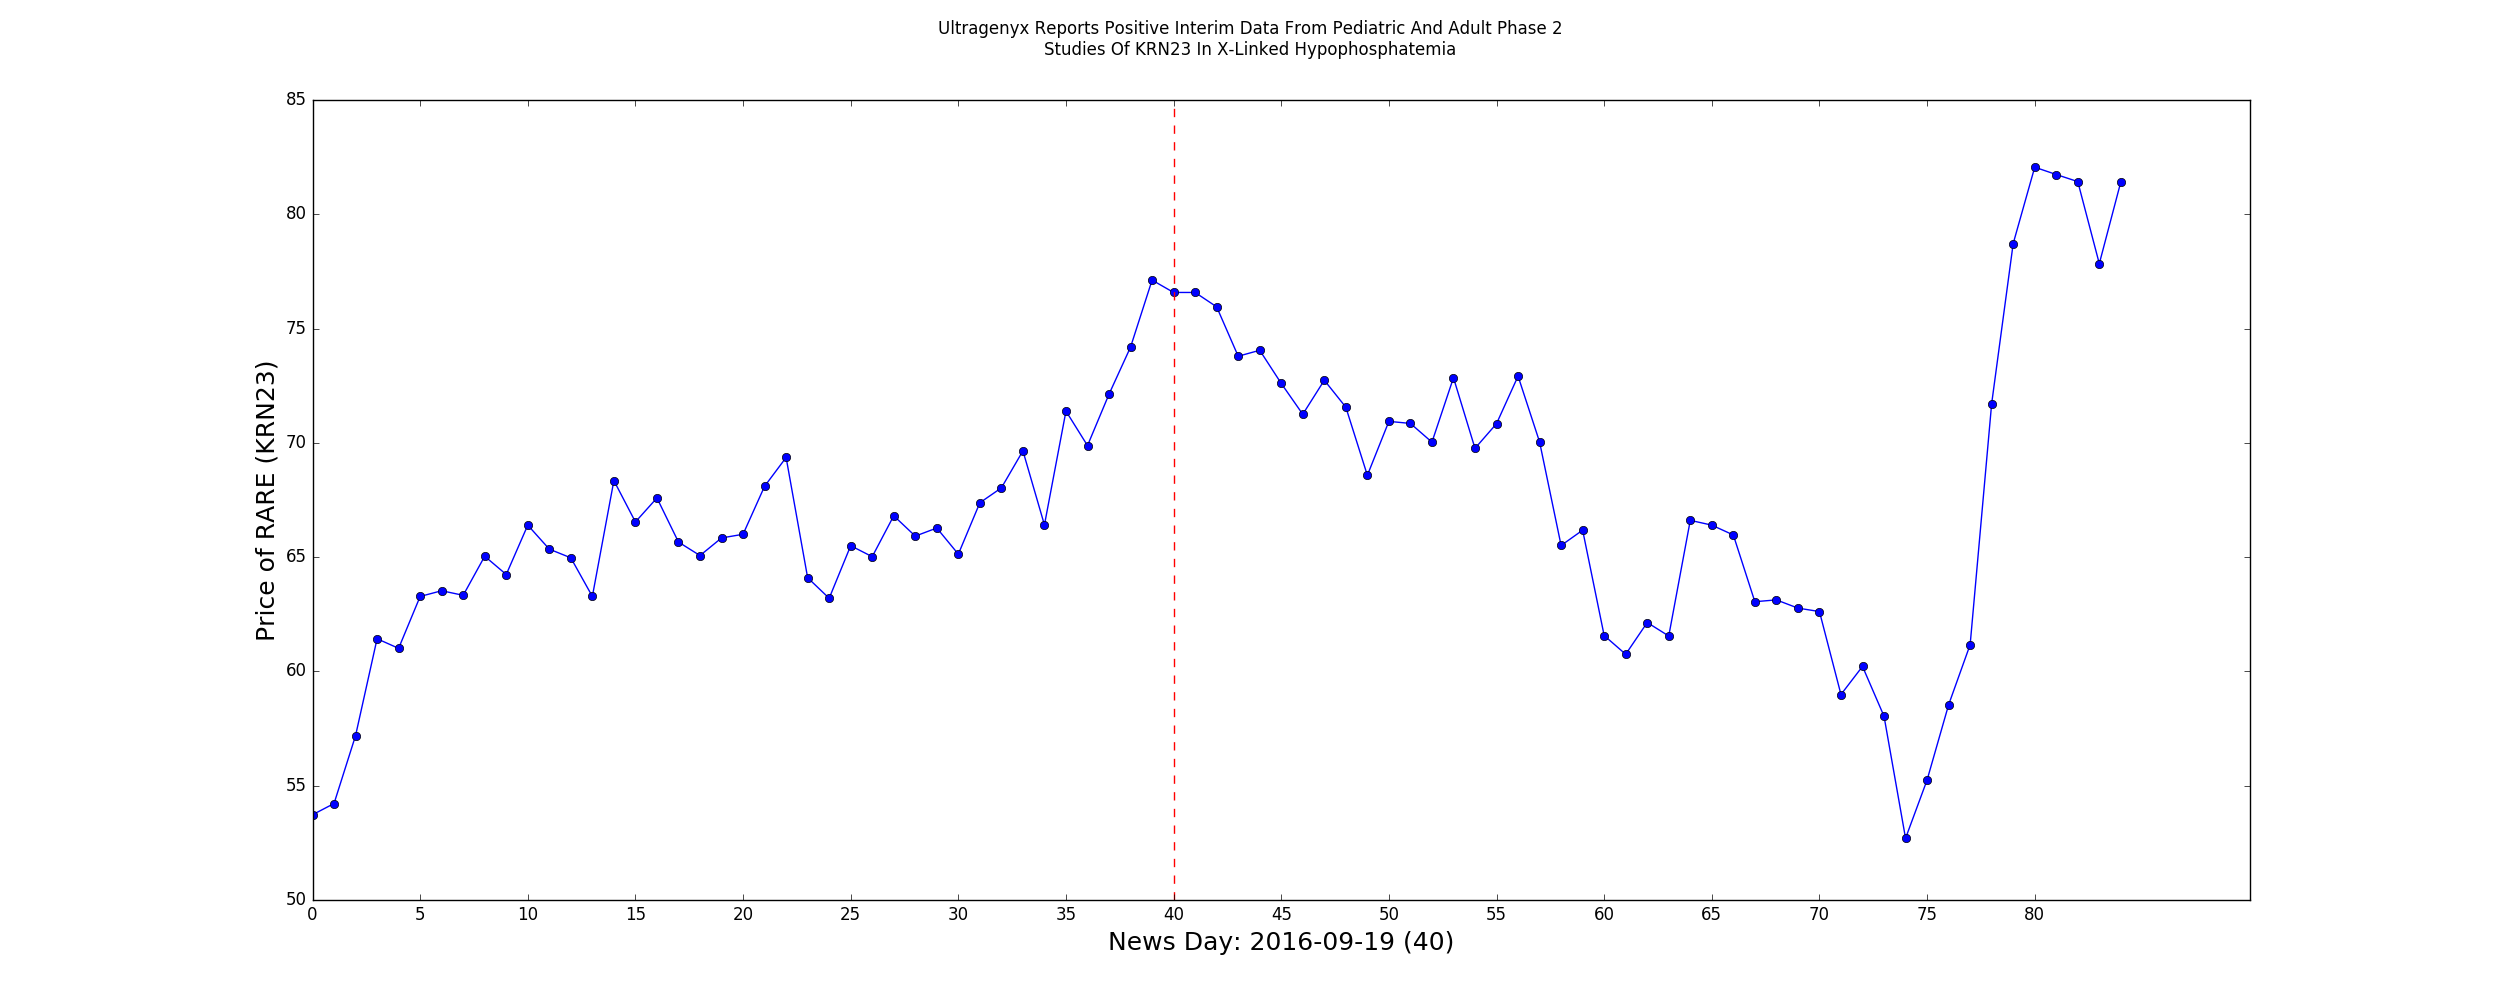 Ultragenyx Reports Positive Interim Data From Pediatric And Adult Phase 2
Studies Of KRN23 In X-Linked Hypophosphatemia
85
80
75
70
65
60
55
50
Price of RARE (KRN23)
0 5 10 15 20 25 30 35 40 45 50 55 60 65 70 75 80
News Day: 2016-09-19 (40)